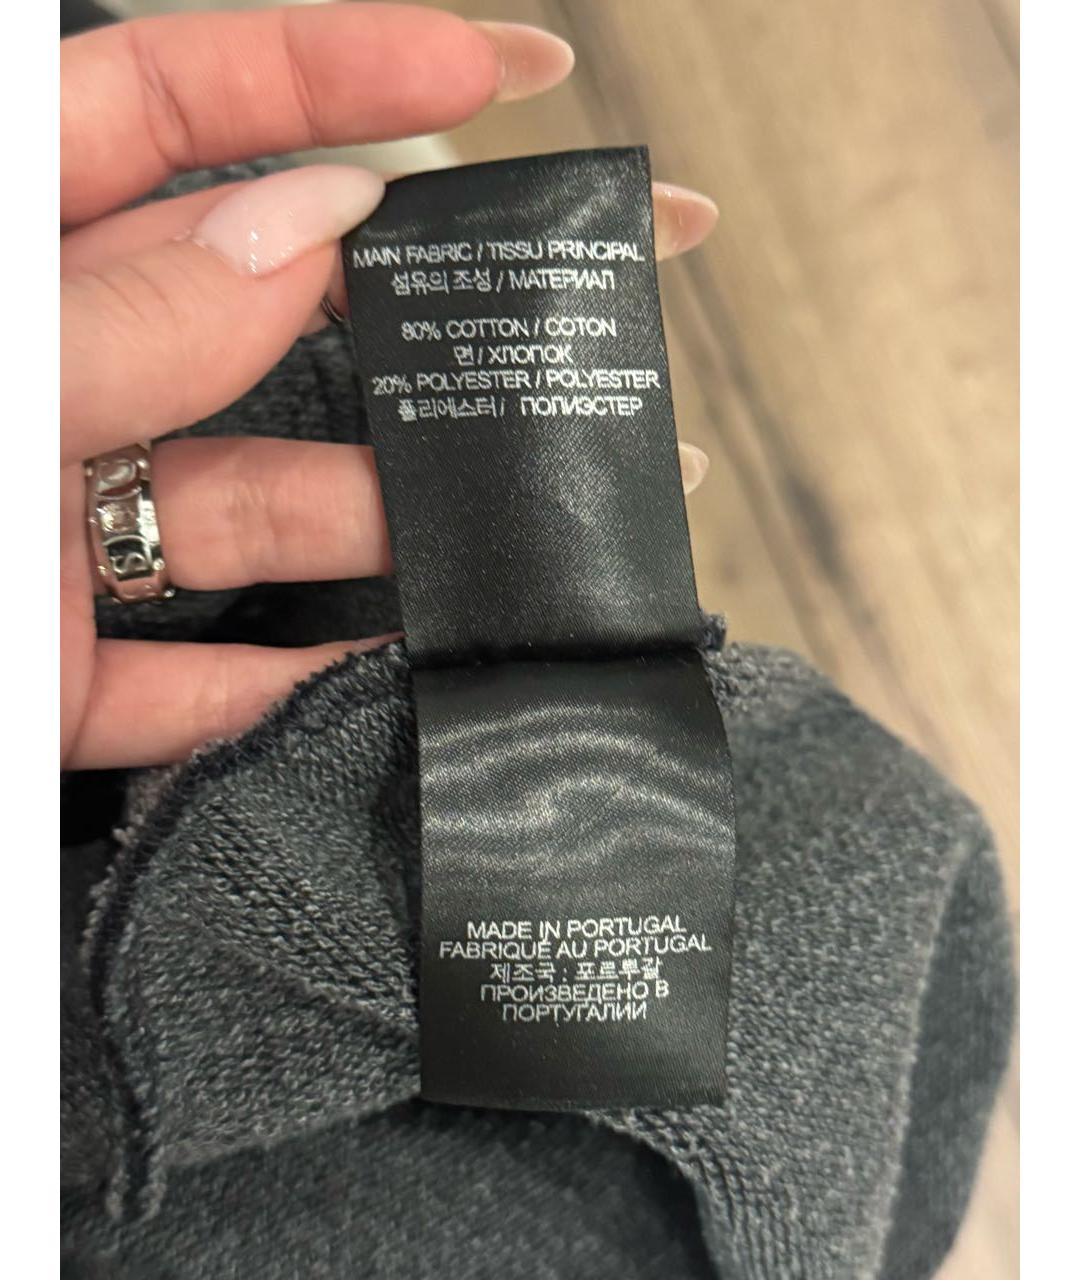 MAIN FABRIC / TISSU PRINCIPAL
섬유의 조성 / МАТЕРИАЛ
80% COTTON / COTON
면 / ХЛОПОК
20% POLYESTER / POLYESTER
폴리에스터 / ПОЛИЭСТЕР
MADE IN PORTUGAL
FABRIQUE AU PORTUGAL
제조국 : 포르투갈
ПРОИЗВЕДЕНО В
ПОРТУГАЛИИ